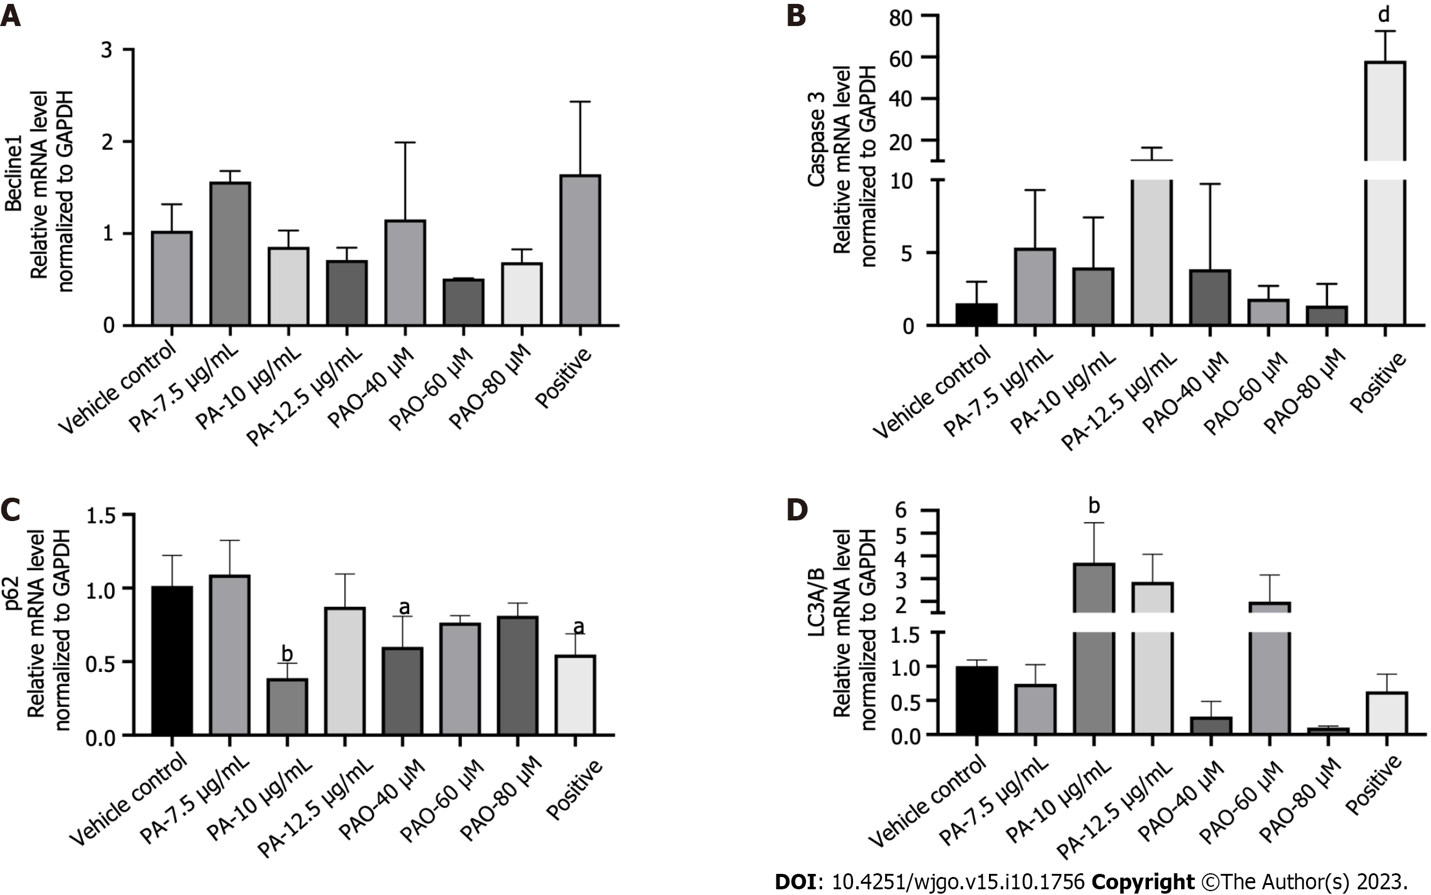 A
Becline1
Relative mRNA level
normalized to GAPDH
3
2
1
0
Vehicle control
PA-7.5 µg/mL
PA-10 µg/mL
PA-12.5 µg/mL
PAO-40 µM
PAO-60 µM
PAO-80 µM
Positive
B
Caspase 3
Relative mRNA level
normalized to GAPDH
80
60
40
20
10
5
0
d
Vehicle control
PA-7.5 µg/mL
PA-10 µg/mL
PA-12.5 µg/mL
PAO-40 µM
PAO-60 µM
PAO-80 µM
Positive
C
p62
Relative mRNA level
normalized to GAPDH
1.5
1.0
0.5
0.0
b
a
a
Vehicle control
PA-7.5 µg/mL
PA-10 µg/mL
PA-12.5 µg/mL
PAO-40 µM
PAO-60 µM
PAO-80 µM
Positive
D
LC3A/B
Relative mRNA level
normalized to GAPDH
6
5
4
3
2
1.5
1.0
0.5
0.0
b
Vehicle control
PA-7.5 µg/mL
PA-10 µg/mL
PA-12.5 µg/mL
PAO-40 µM
PAO-60 µM
PAO-80 µM
Positive
DOI: 10.4251/wjgo.v15.i10.1756 Copyright ©The Author(s) 2023.